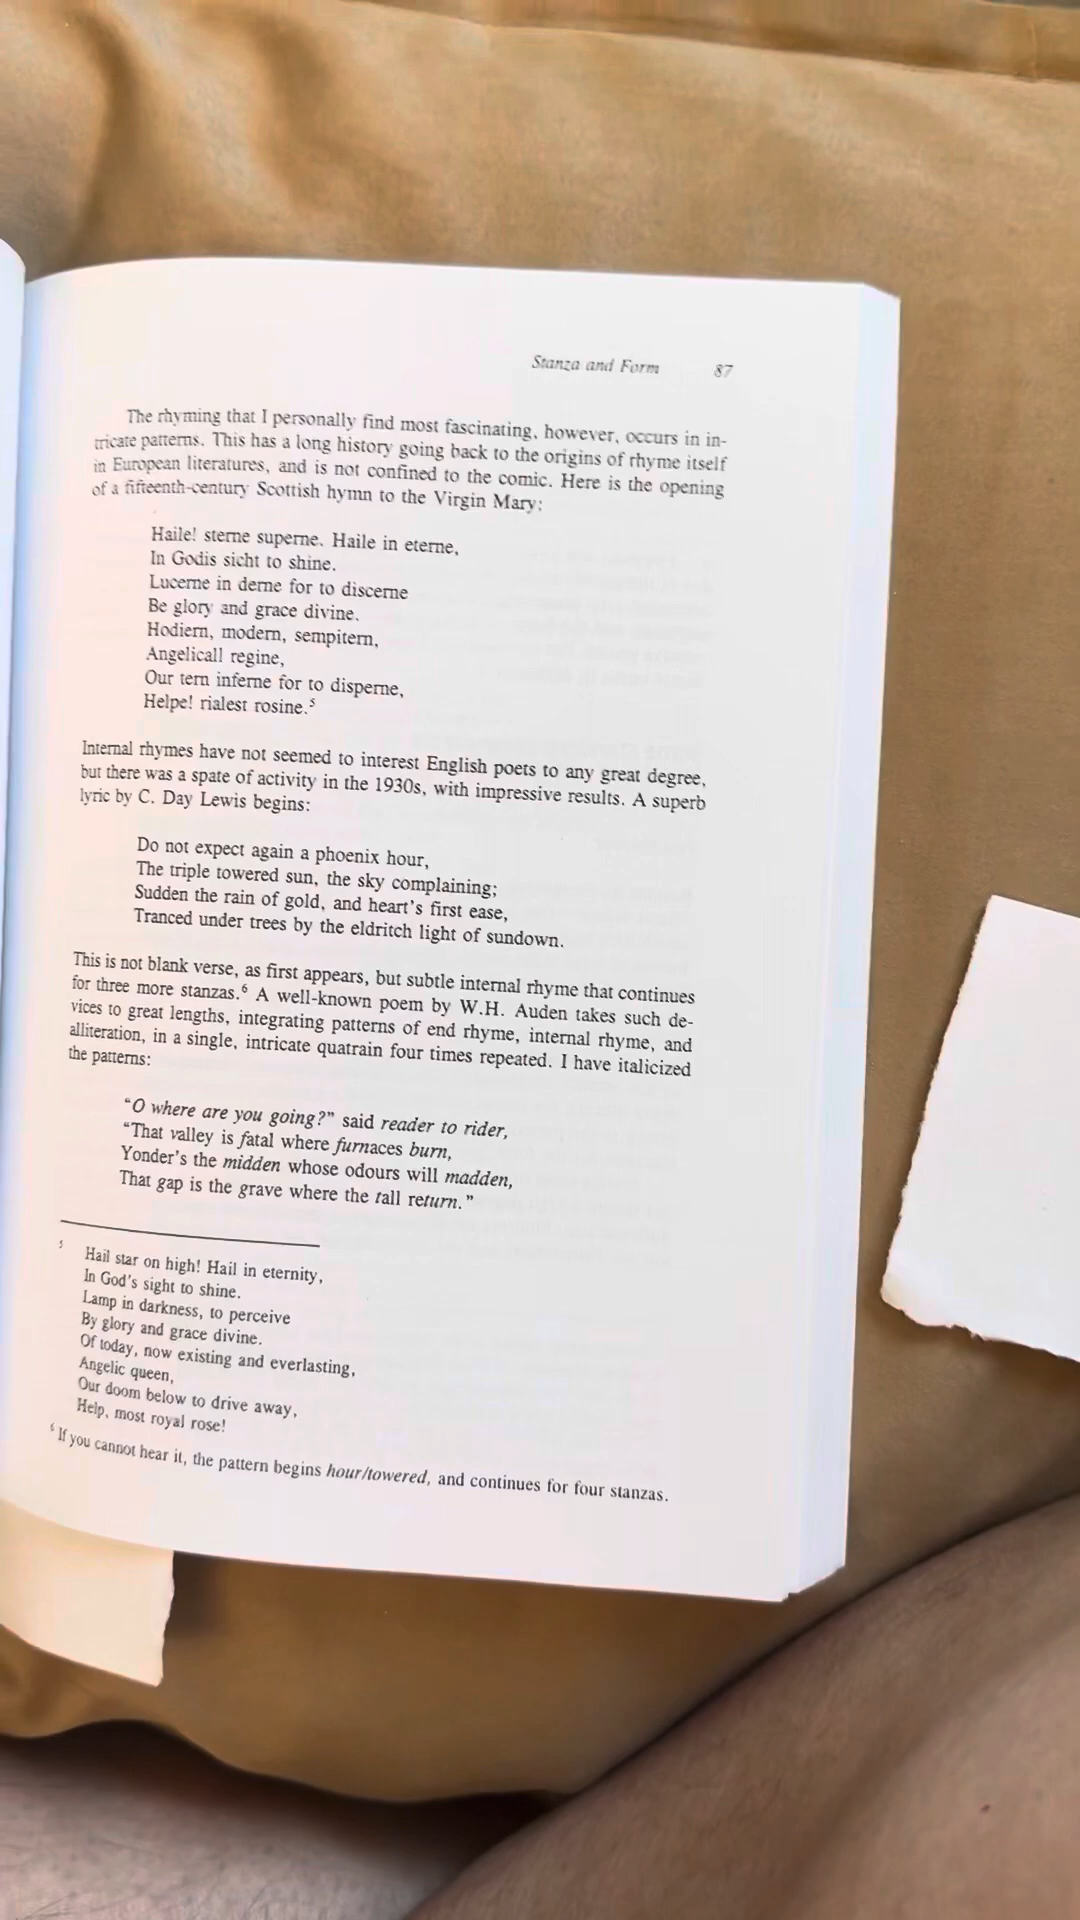 Stanza and Form 87
The rhyming that I personally find most fascinating, however, occurs in in-
tricate patterns. This has a long history going back to the origins of rhyme itself
in European literatures, and is not confined to the comic. Here is the opening
of a fifteenth-century Scottish hymn to the Virgin Mary:
Haile! sterne superne. Haile in eterne,
In Godis sicht to shine.
Lucerne in derne for to discerne
Be glory and grace divine.
Hodiern, modern, sempitern,
Angelicall regine,
Our tern inferne for to disperne,
Helpe! rialest rosine.⁵
Internal rhymes have not seemed to interest English poets to any great degree,
but there was a spate of activity in the 1930s, with impressive results. A superb
lyric by C. Day Lewis begins:
Do not expect again a phoenix hour,
The triple towered sun, the sky complaining;
Sudden the rain of gold, and heart's first ease,
Tranced under trees by the eldritch light of sundown.
This is not blank verse, as first appears, but subtle internal rhyme that continues
for three more stanzas.⁶ A well-known poem by W.H. Auden takes such de-
vices to great lengths, integrating patterns of end rhyme, internal rhyme, and
alliteration, in a single, intricate quatrain four times repeated. I have italicized
the patterns:
"O where are you going?" said reader to rider,
"That valley is fatal where furnaces burn,
Yonder's the midden whose odours will madden,
That gap is the grave where the tall return."
⁵ Hail star on high! Hail in eternity,
In God's sight to shine.
Lamp in darkness, to perceive
By glory and grace divine.
Of today, now existing and everlasting,
Angelic queen,
Our doom below to drive away,
Help, most royal rose!
⁶ If you cannot hear it, the pattern begins hour/towered, and continues for four stanzas.